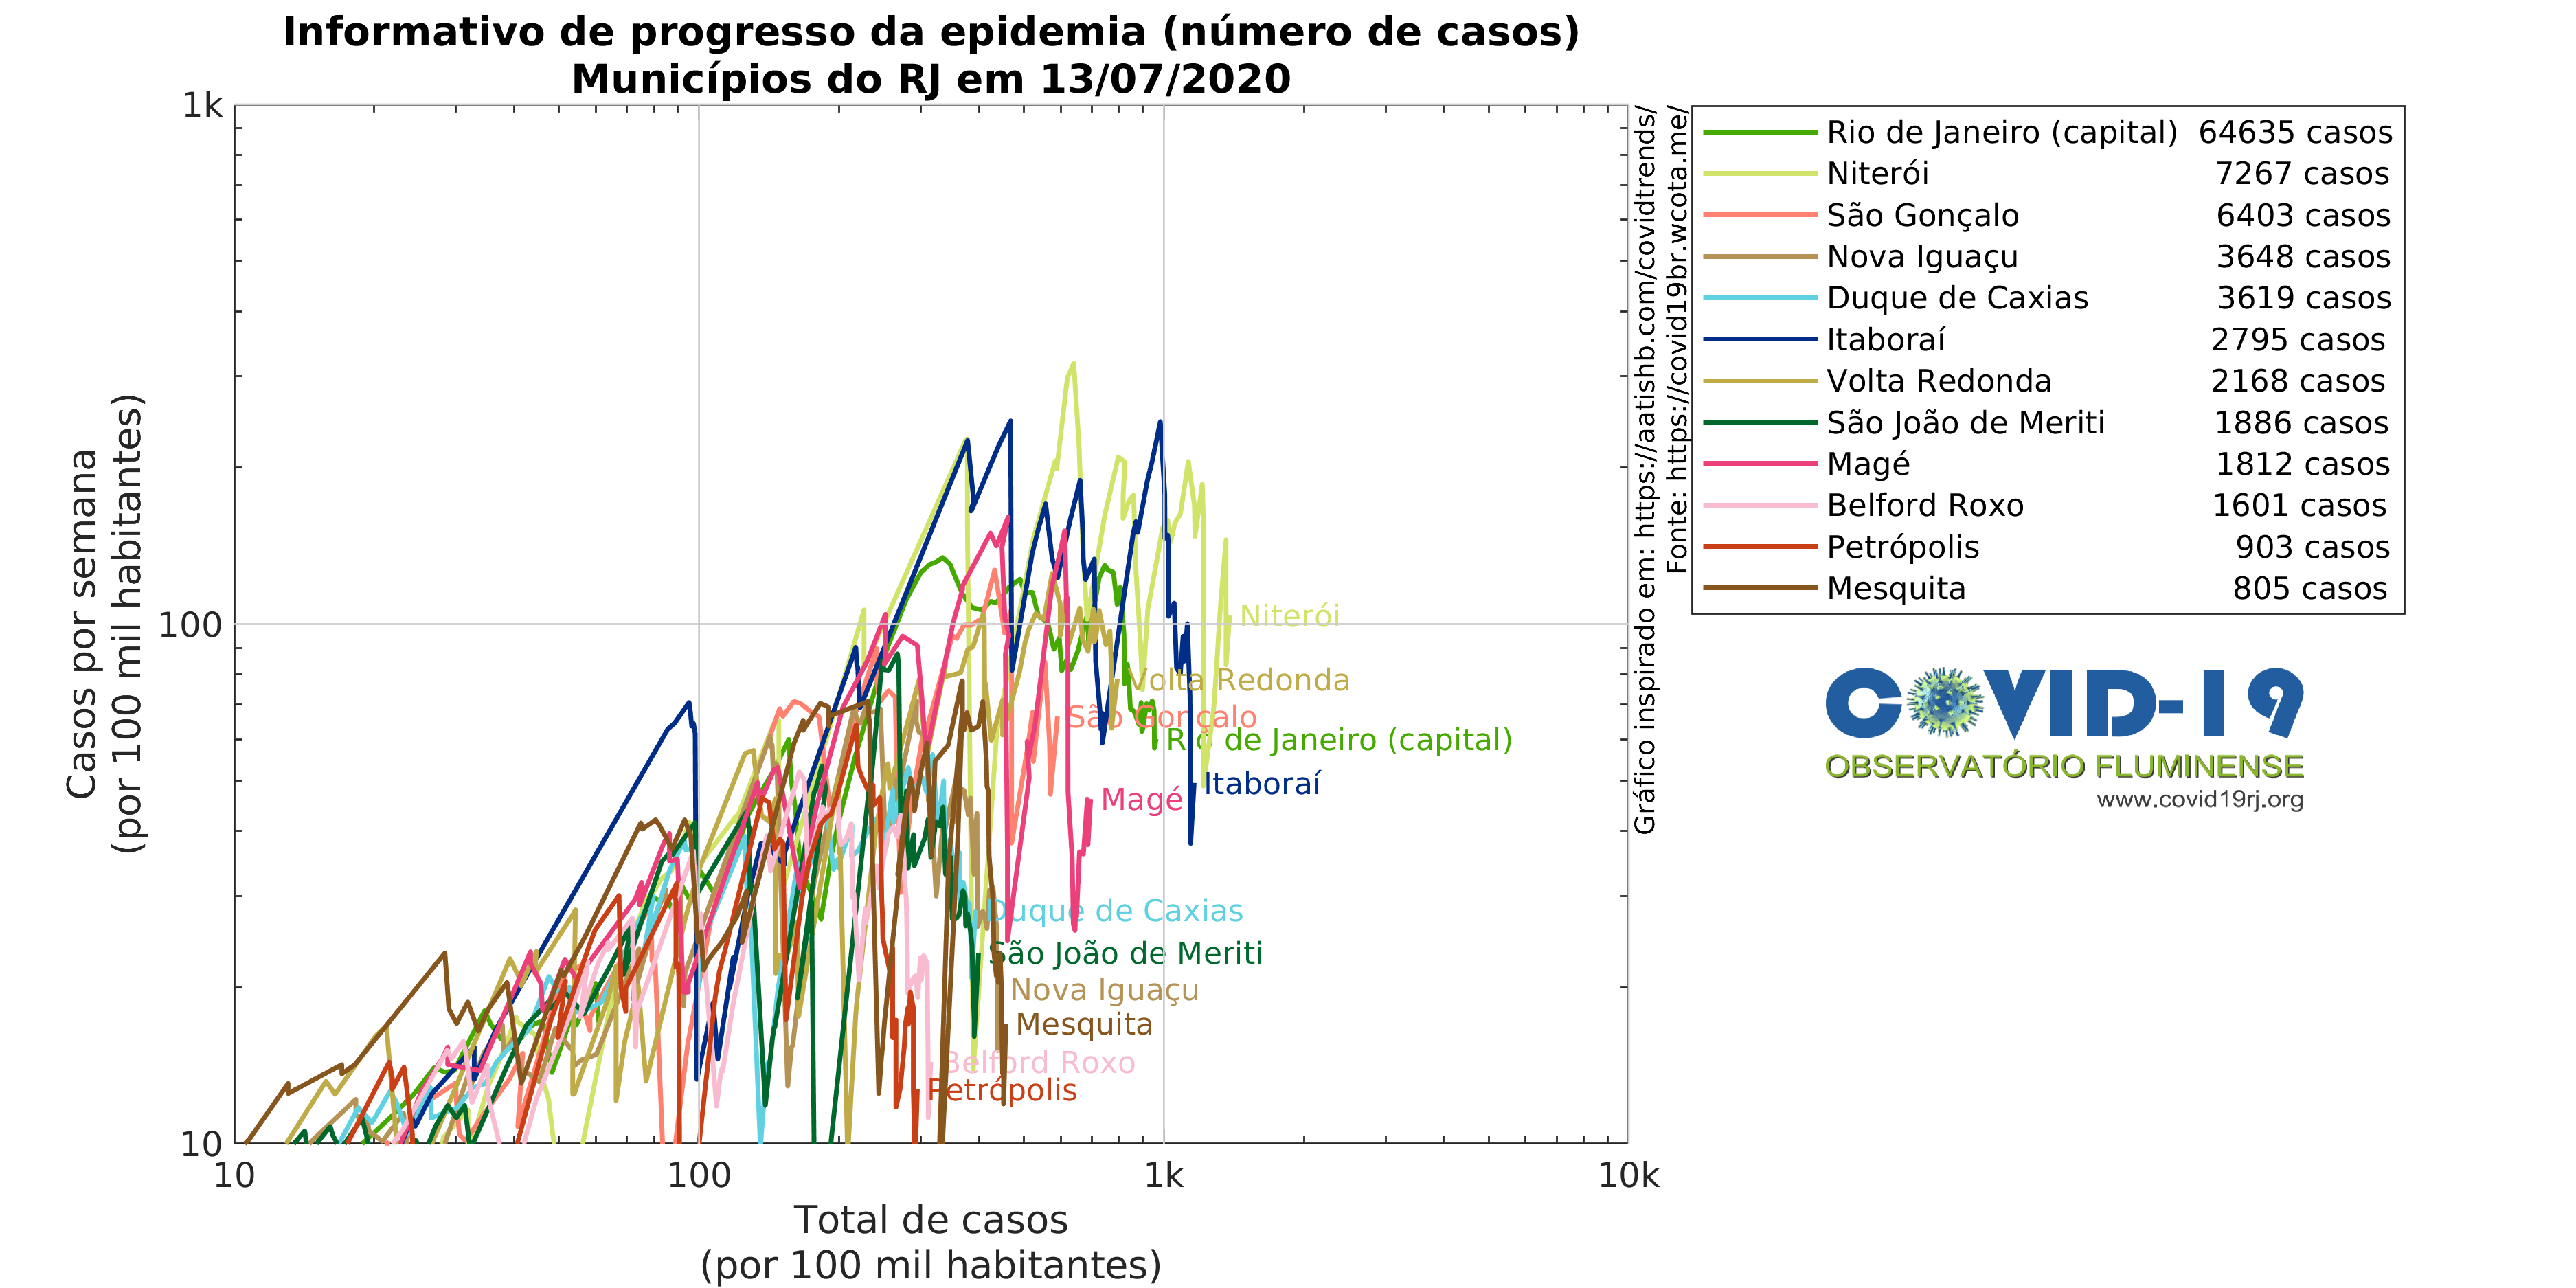 Informativo de progresso da epidemia (número de casos)
Municípios do RJ em 13/07/2020
1k
100
10
10
100
1k
10k
Casos por semana
(por 100 mil habitantes)
Total de casos
(por 100 mil habitantes)
Niterói
Volta Redonda
São Gonçalo
Rio de Janeiro (capital)
Itaboraí
Magé
Duque de Caxias
São João de Meriti
Nova Iguaçu
Mesquita
Belford Roxo
Petrópolis
Gráfico inspirado em: https://aatishb.com/covidtrends/
Fonte: https://covid19br.wcota.me/
Rio de Janeiro (capital) 64635 casos
Niterói 7267 casos
São Gonçalo 6403 casos
Nova Iguaçu 3648 casos
Duque de Caxias 3619 casos
Itaboraí 2795 casos
Volta Redonda 2168 casos
São João de Meriti 1886 casos
Magé 1812 casos
Belford Roxo 1601 casos
Petrópolis 903 casos
Mesquita 805 casos
COVID-19
OBSERVATÓRIO FLUMINENSE
www.covid19rj.org